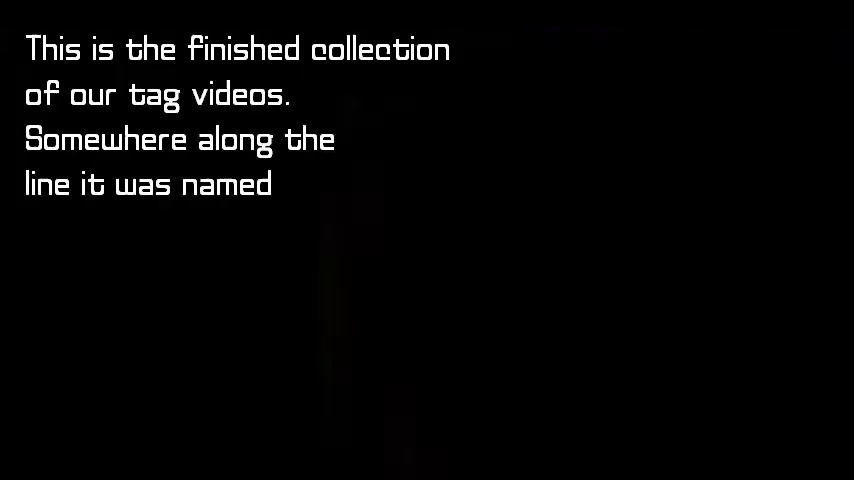 This is the finished collection
of our tag videos.
Somewhere along the
line it was named